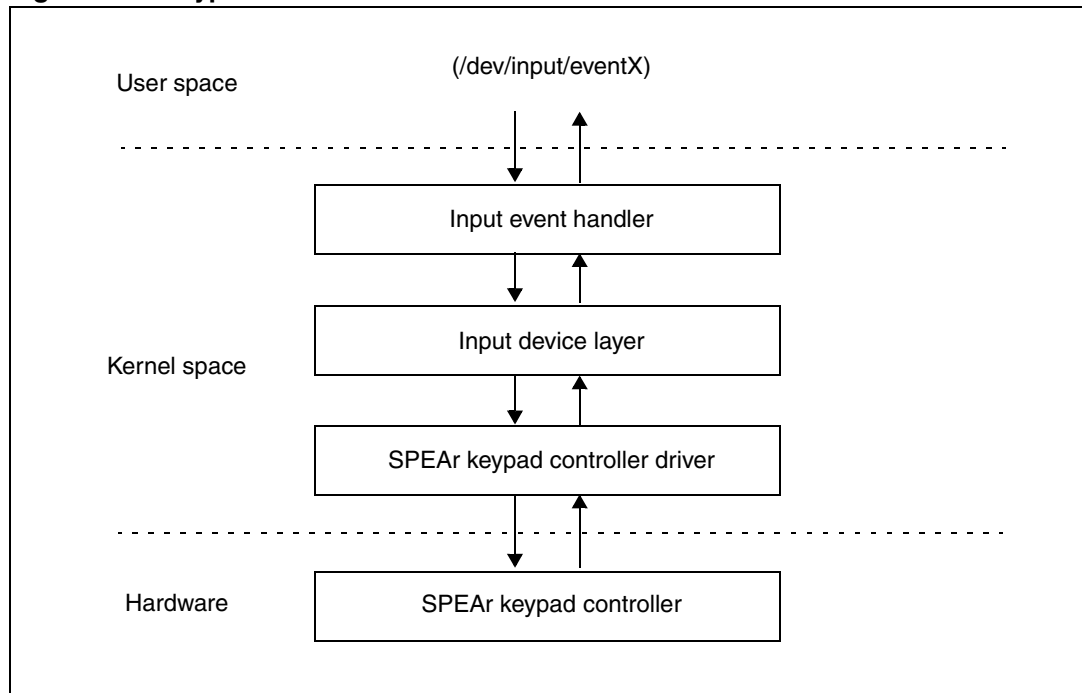 (/dev/input/eventX)
User space
Input event handler
Input device layer
Kernel space
SPEAr keypad controller driver
Hardware
SPEAr keypad controller